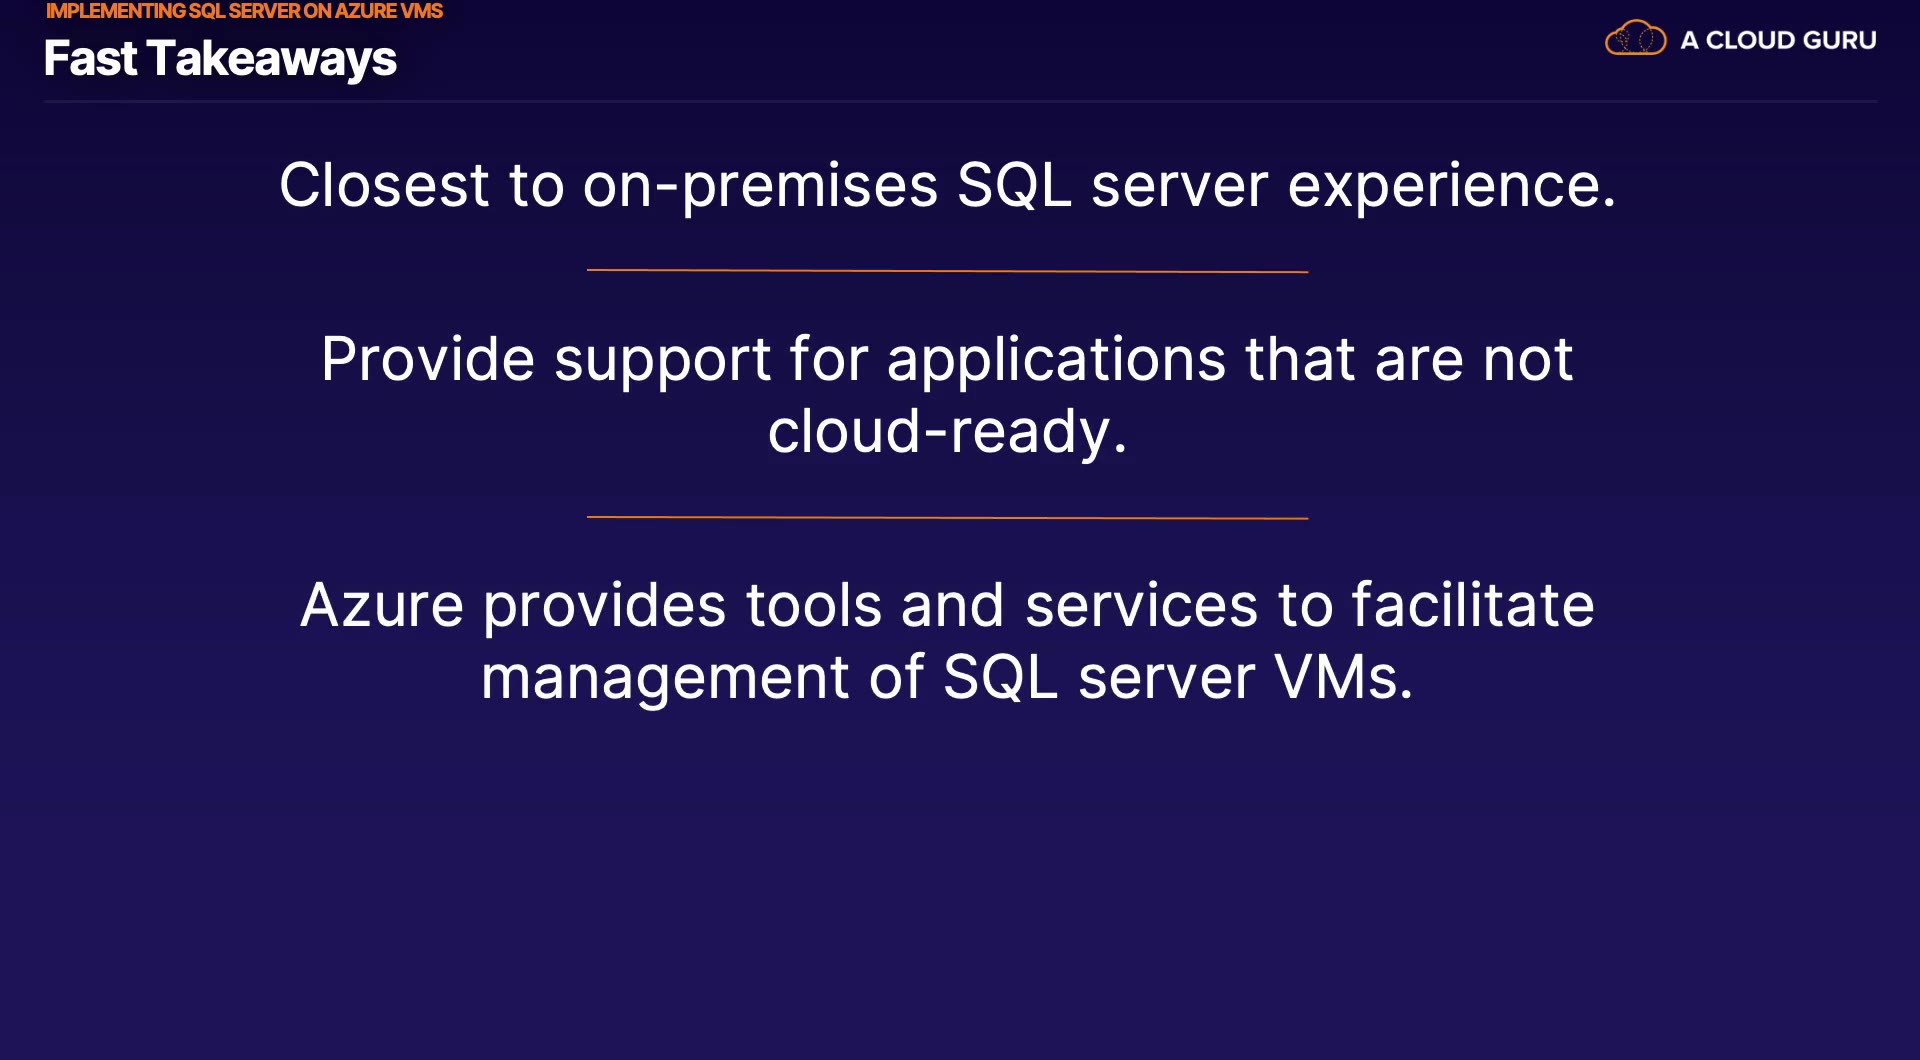 IMPLEMENTING SQL SERVER ON AZURE VMS
Fast Takeaways
A CLOUD GURU
Closest to on-premises SQL server experience.
Provide support for applications that are not
cloud-ready.
Azure provides tools and services to facilitate
management of SQL server VMs.